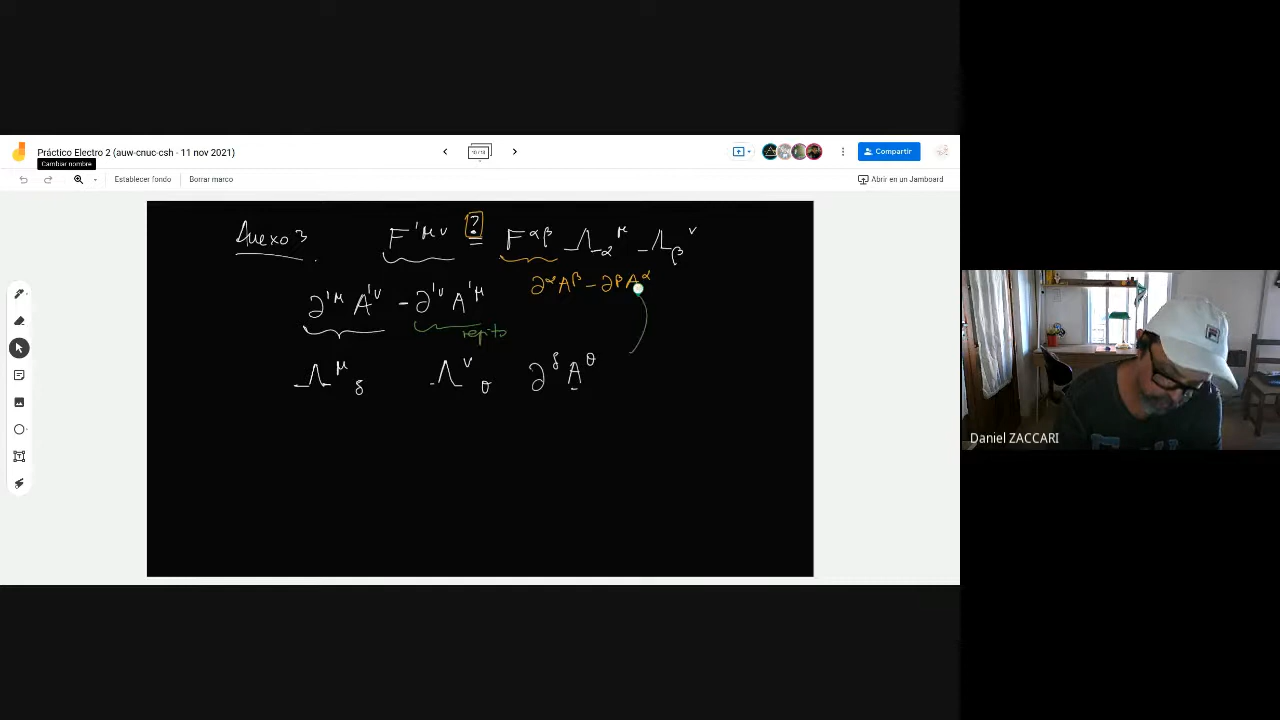 Práctico Electro 2 (auw-cnuc-csh - 11 nov 2021)
Cambiar nombre
Compartir
Establecer fondo
Borrar marco
Abrir en un Jamboard
Anexo 3 F'^{μν} ?= F^{αβ} Λ_α^μ Λ_β^ν
∂^α A^β - ∂^β A^α
∂'^μ A'^ν - ∂'^ν A'^μ
repito
Λ^μ_δ Λ^ν_θ ∂^δ A^θ
Daniel ZACCARI